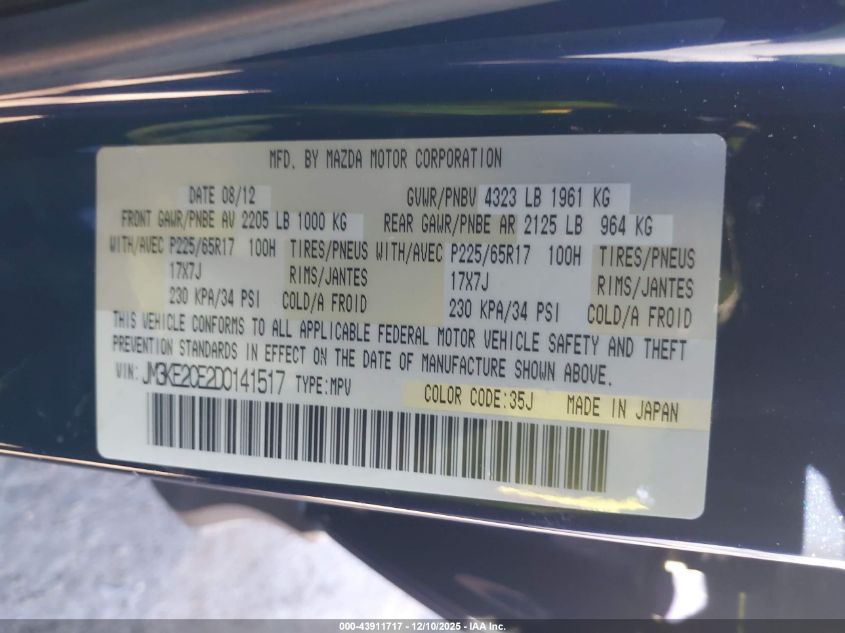 MFD. BY MAZDA MOTOR CORPORATION
DATE 08/12 GVWR/PNBV 4323 LB 1961 KG
FRONT GAWR/PNBE AV 2205 LB 1000 KG REAR GAWR/PNBE AR 2125 LB 964 KG
WITH/AVEC P225/65R17 100H TIRES/PNEUS WITH/AVEC P225/65R17 100H TIRES/PNEUS
17X7J RIMS/JANTES 17X7J RIMS/JANTES
230 KPA/34 PSI COLD/A FROID 230 KPA/34 PSI COLD/A FROID
THIS VEHICLE CONFORMS TO ALL APPLICABLE FEDERAL MOTOR VEHICLE SAFETY AND THEFT
PREVENTION STANDARDS IN EFFECT ON THE DATE OF MANUFACTURE SHOWN ABOVE.
VIN: JM3KE2CE2D0141517 TYPE:MPV COLOR CODE:35J MADE IN JAPAN
000-43911717 - 12/10/2025 - IAA Inc.